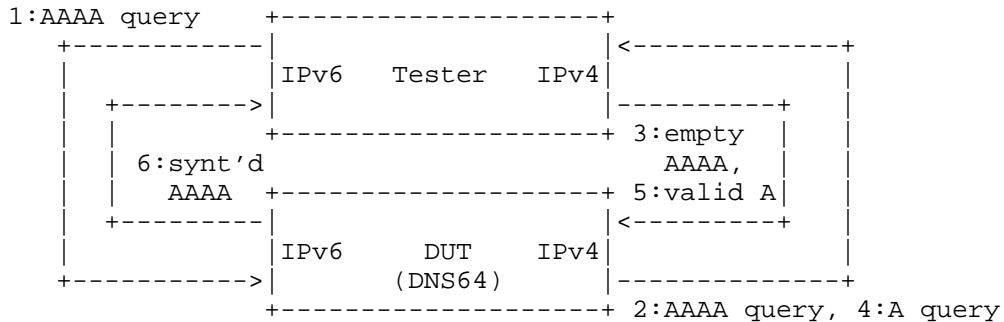 1:AAAA query
IPv6 Tester IPv4
3:empty
6:synt'd AAAA,
AAAA 5:valid A
IPv6 DUT IPv4
(DNS64)
2:AAAA query, 4:A query